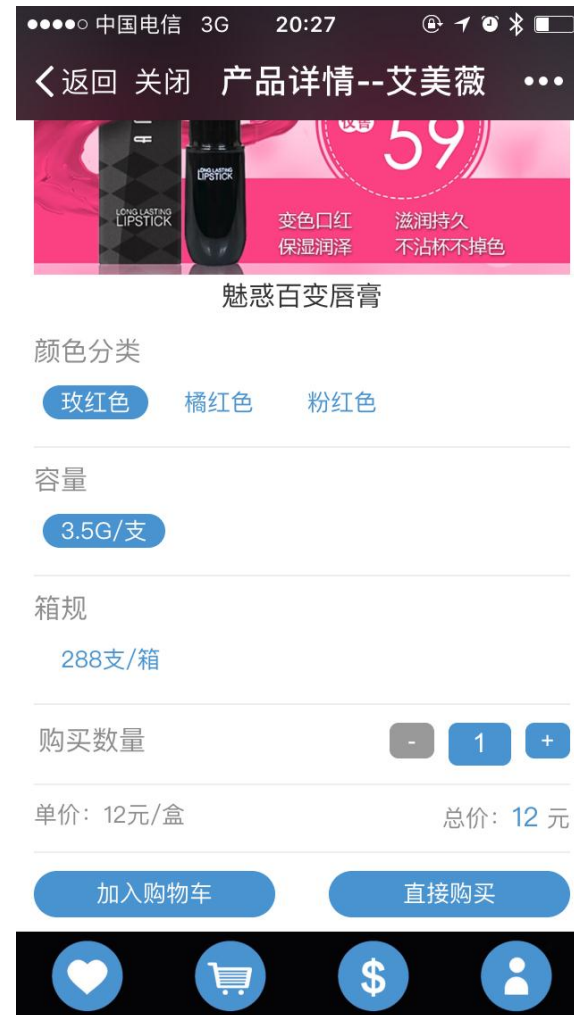 ●●●●○ 中国电信 3G 20:27
返回 关闭 产品详情--艾美薇 •••
仅售 59
LONG LASTING
LIPSTICK
LONG LASTING
LIPSTICK
变色口红 滋润持久
保湿润泽 不沾杯不掉色
魅惑百变唇膏
颜色分类
玫红色 橘红色 粉红色
容量
3.5G/支
箱规
288支/箱
购买数量 - 1 +
单价：12元/盒 总价：12 元
加入购物车 直接购买
$